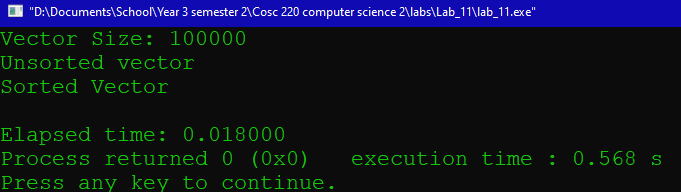 "D:\Documents\School\Year 3 semester 2\Cosc 220 computer science 2\labs\Lab_11\lab_11.exe"
Vector Size: 100000
Unsorted vector
Sorted Vector
Elapsed time: 0.018000
Process returned 0 (0x0)   execution time : 0.568 s
Press any key to continue.